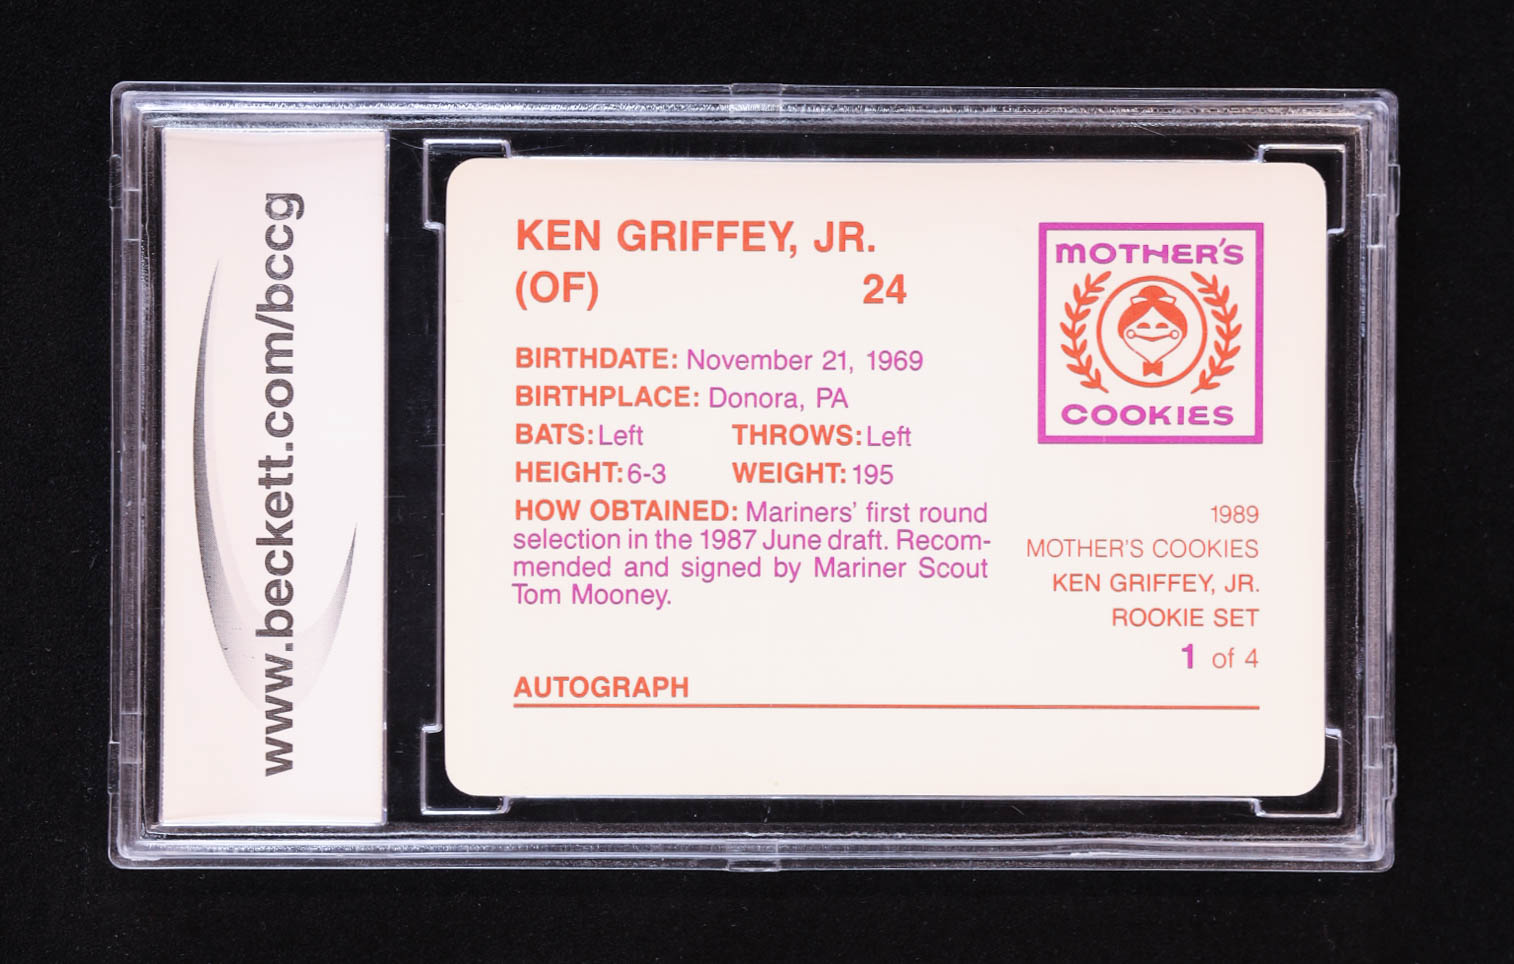 www.beckett.com/bccg
KEN GRIFFEY, JR.
(OF) 24
BIRTHDATE: November 21, 1969
BIRTHPLACE: Donora, PA
BATS: Left THROWS: Left
HEIGHT: 6-3 WEIGHT: 195
HOW OBTAINED: Mariners' first round
selection in the 1987 June draft. Recom-
mended and signed by Mariner Scout
Tom Mooney.
AUTOGRAPH
MOTHER'S
COOKIES
1989
MOTHER'S COOKIES
KEN GRIFFEY, JR.
ROOKIE SET
1 of 4